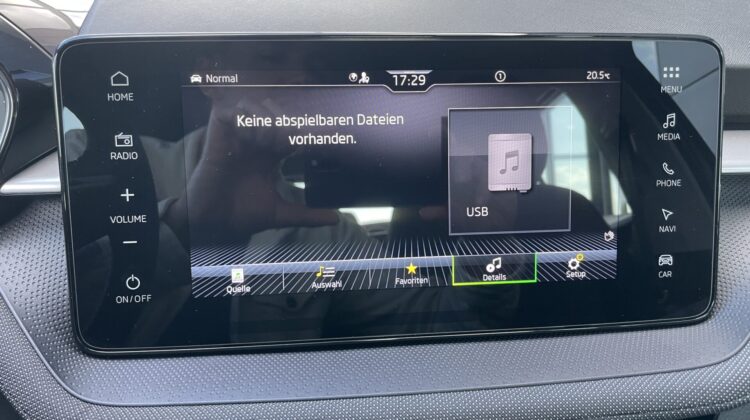 Normal
17:29
1
20.5°C
Keine abspielbaren Dateien
vorhanden.
USB
Quelle
Auswahl
Favoriten
Details
Setup
HOME
RADIO
+
VOLUME
−
ON/OFF
MENU
MEDIA
PHONE
NAVI
CAR